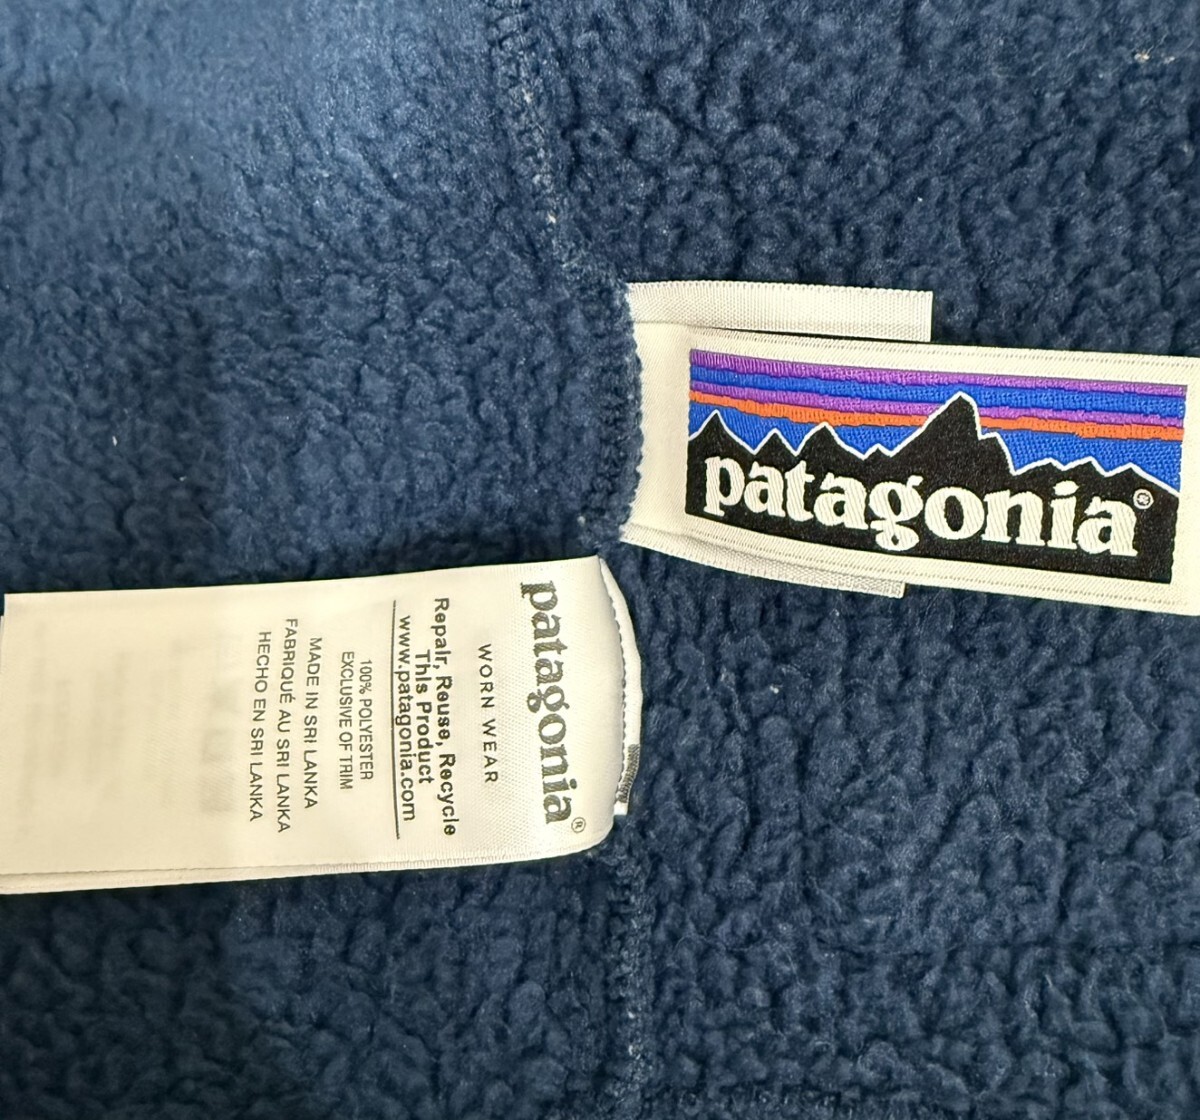 patagonia®
patagonia®
WORN WEAR
Repair, Reuse, Recycle
This Product
www.patagonia.com
100% POLYESTER
EXCLUSIVE OF TRIM
MADE IN SRI LANKA
FABRIQUÉ AU SRI LANKA
HECHO EN SRI LANKA